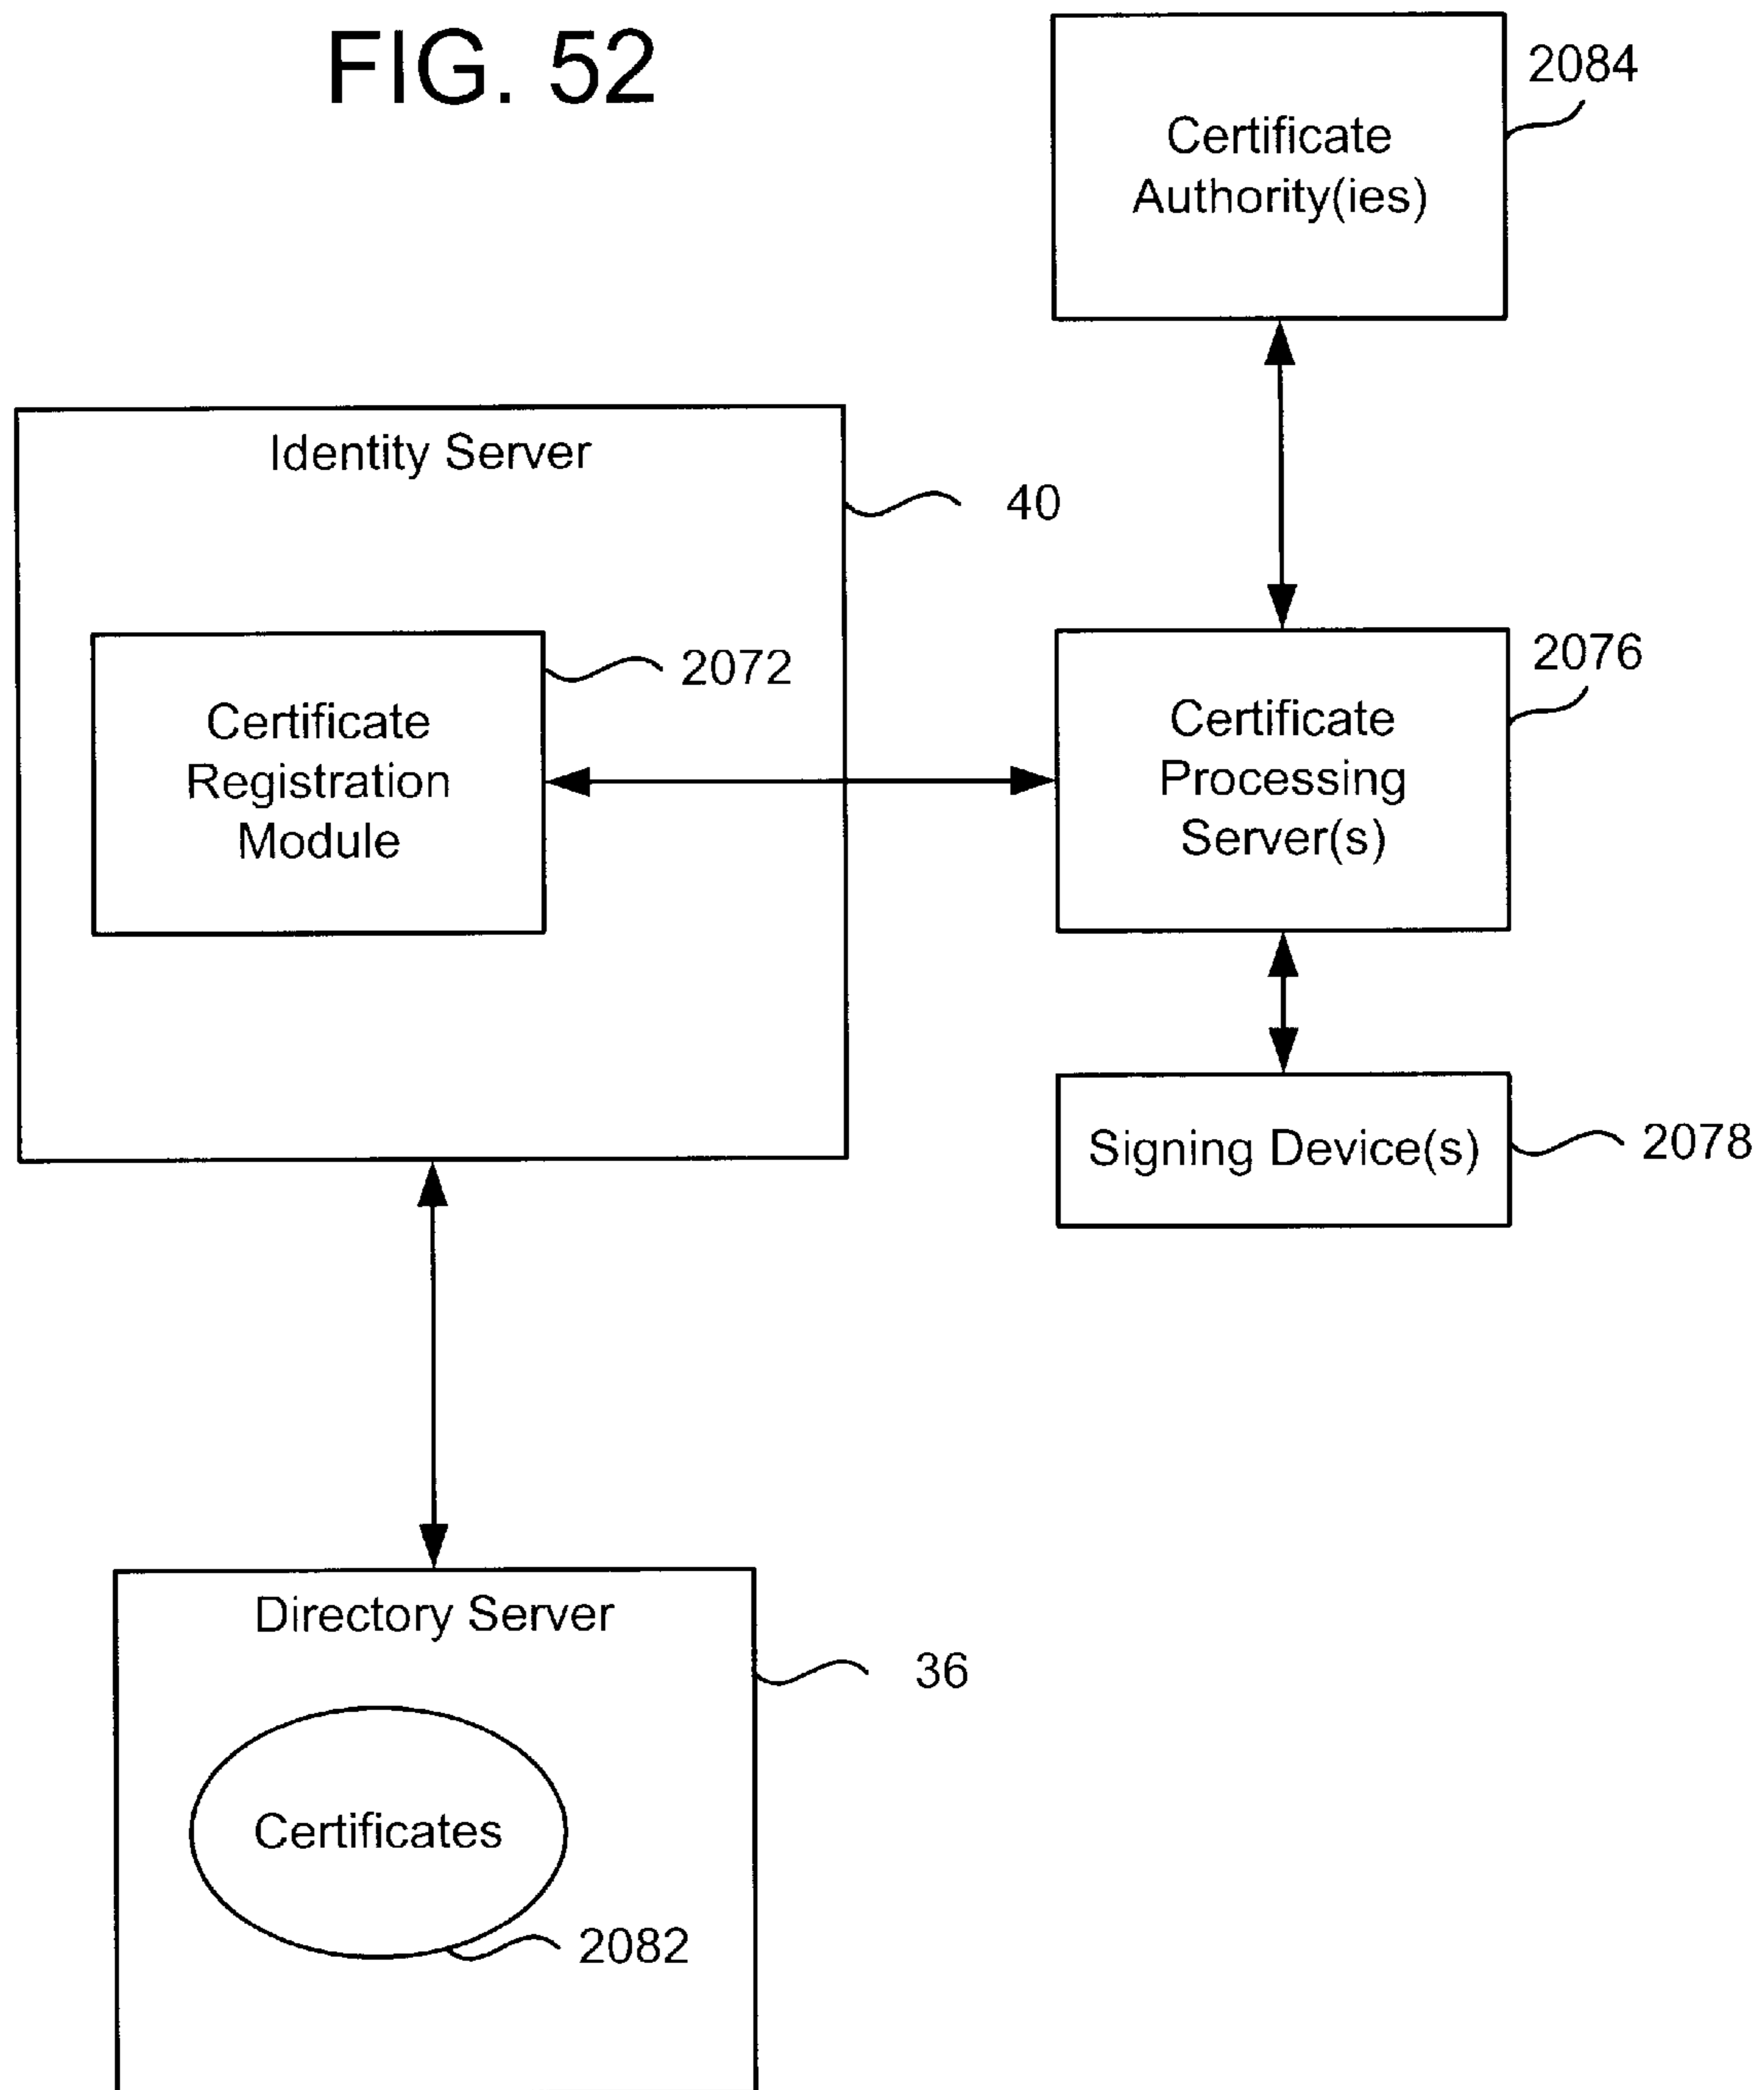 FIG. 52
2084
Certificate
Authority(ies)
Identity Server
40
2072
Certificate
Registration
Module
2076
Certificate
Processing
Server(s)
Signing Device(s)
2078
Directory Server
36
Certificates
2082